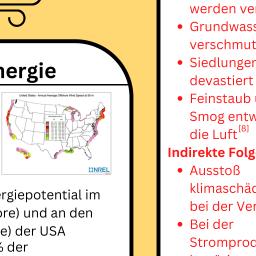 nergie
United States - Annual Average Offshore Wind Speed at 90 m
NREL
ergiepotential im
ore) und an den
e) der USA
% der
werden ver
Grundwass
verschmut
Siedlunger
devastiert
Feinstaub u
Smog entw
die Luft[8]
Indirekte Folg
Ausstoß
klimaschäd
bei der Ver
Bei der
Stromprod